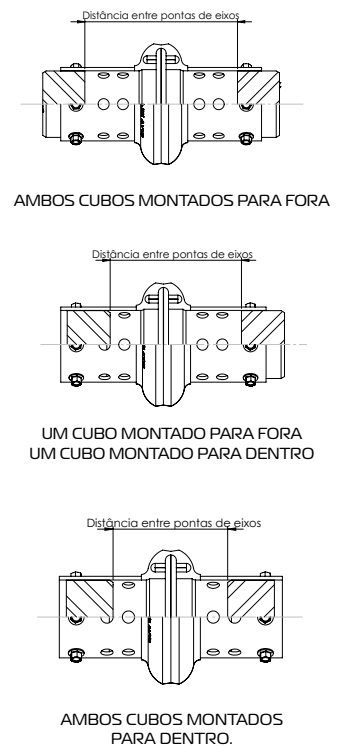 Distância entre pontas de eixos
AMBOS CUBOS MONTADOS PARA FORA
Distância entre pontas de eixos
UM CUBO MONTADO PARA FORA
UM CUBO MONTADO PARA DENTRO
Distância entre pontas de eixos
AMBOS CUBOS MONTADOS
PARA DENTRO.